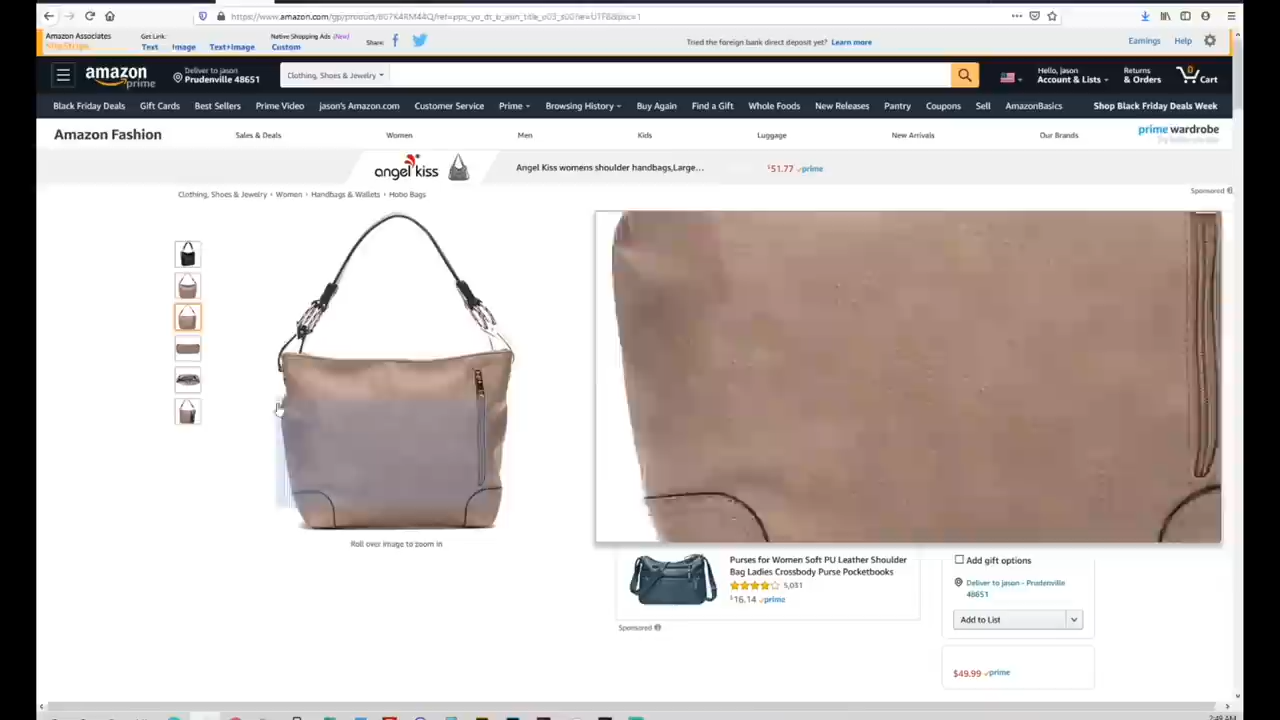 Amazon Associates
Get Link:
Native Shopping Ads (New)
Text
Image
Text+Image
Custom
Share:
Tried the foreign bank direct deposit yet? Learn more
Earnings
Help
amazon
prime
Deliver to jason
Prudenville 48651
Clothing, Shoes & Jewelry
Hello, jason
Account & Lists
Returns
& Orders
0
Cart
Black Friday Deals
Gift Cards
Best Sellers
Prime Video
jason's Amazon.com
Customer Service
Prime
Browsing History
Buy Again
Find a Gift
Whole Foods
New Releases
Pantry
Coupons
Sell
AmazonBasics
Shop Black Friday Deals Week
Amazon Fashion
Sales & Deals
Women
Men
Kids
Luggage
New Arrivals
Our Brands
prime wardrobe
angel kiss
Angel Kiss womens shoulder handbags,Large...
$51.77 prime
Clothing, Shoes & Jewelry › Women › Handbags & Wallets › Hobo Bags
Sponsored
Roll over image to zoom in
Purses for Women Soft PU Leather Shoulder
Bag Ladies Crossbody Purse Pocketbooks
5,031
$16.14 prime
Sponsored
Add gift options
Deliver to jason - Prudenville
48651
Add to List
$49.99 prime